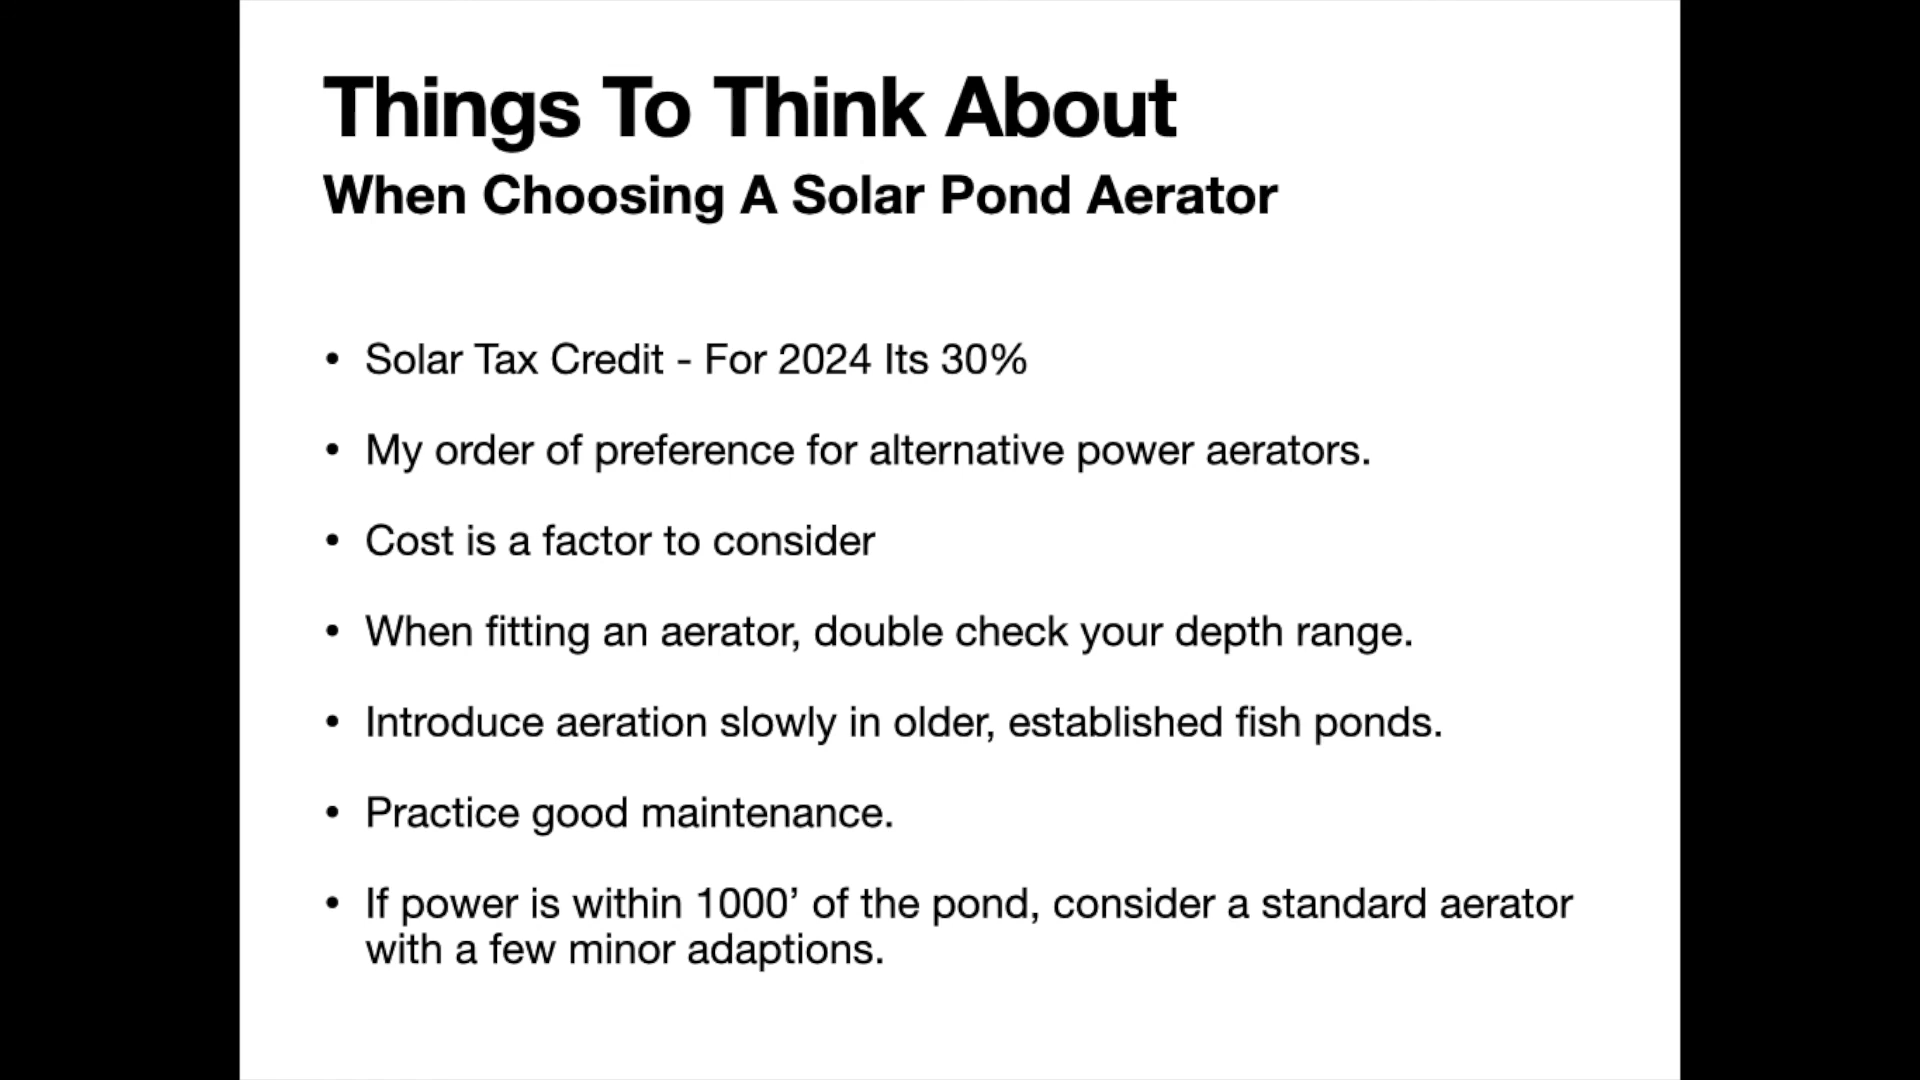 Things To Think About
When Choosing A Solar Pond Aerator
• Solar Tax Credit - For 2024 Its 30%
• My order of preference for alternative power aerators.
• Cost is a factor to consider
• When fitting an aerator, double check your depth range.
• Introduce aeration slowly in older, established fish ponds.
• Practice good maintenance.
• If power is within 1000’ of the pond, consider a standard aerator
with a few minor adaptions.